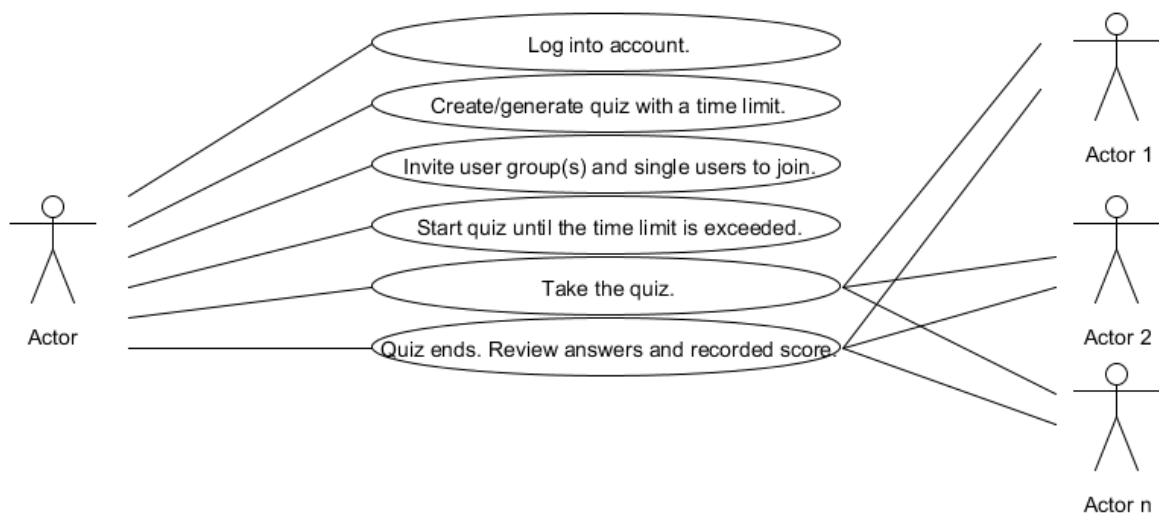 Log into account.
Create/generate quiz with a time limit.
Invite user group(s) and single users to join.
Start quiz until the time limit is exceeded.
Take the quiz.
Quiz ends. Review answers and recorded score.
Actor
Actor 1
Actor 2
Actor n